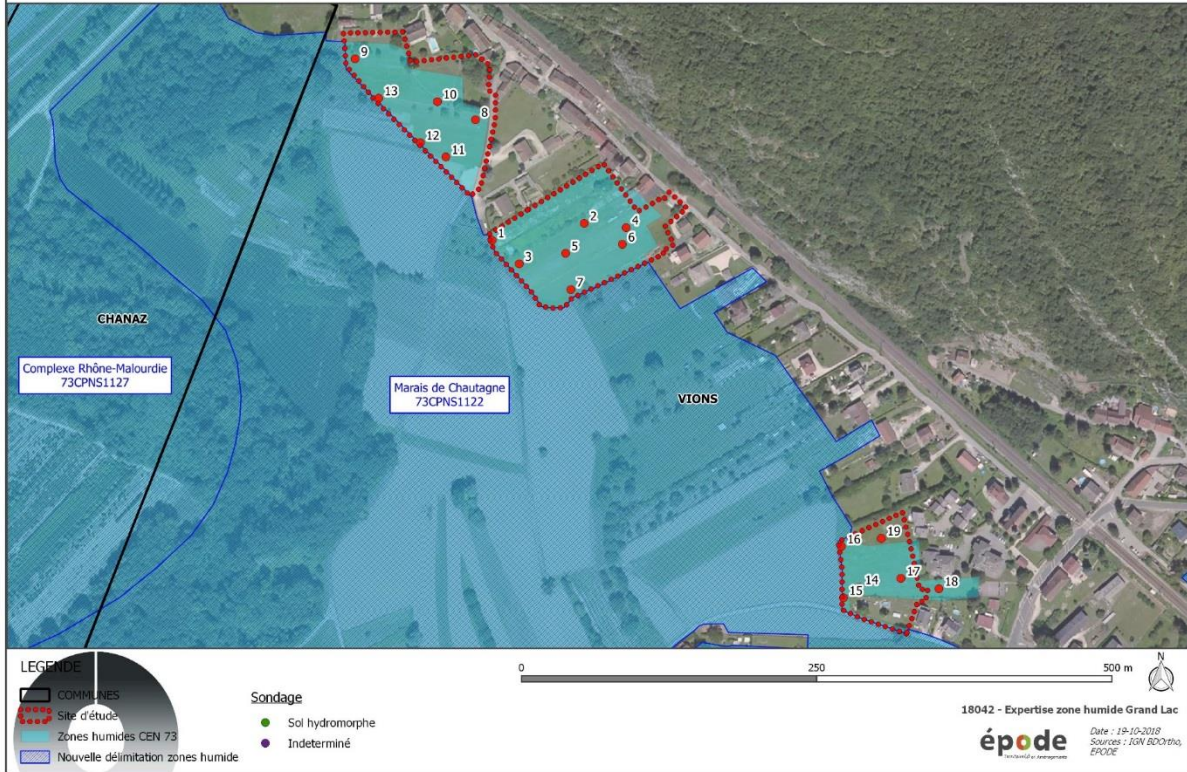 9
13
10
8
12
11
1
2
4
3
5
6
7
CHANAZ
Complexe Rhône-Malourdie
73CPNS1127
Marais de Chautagne
73CPNS1122
VIONS
16
19
14
17
18
15
LEGENDE
COMMUNES
Site d'étude
Zones humides CEN 73
Nouvelle délimitation zones humide
Sondage
Sol hydromorphe
Indeterminé
0 250 500 m
N
18042 - Expertise zone humide Grand Lac
épode
Date : 19-10-2018
Sources : IGN BDOrtho,
EPODE